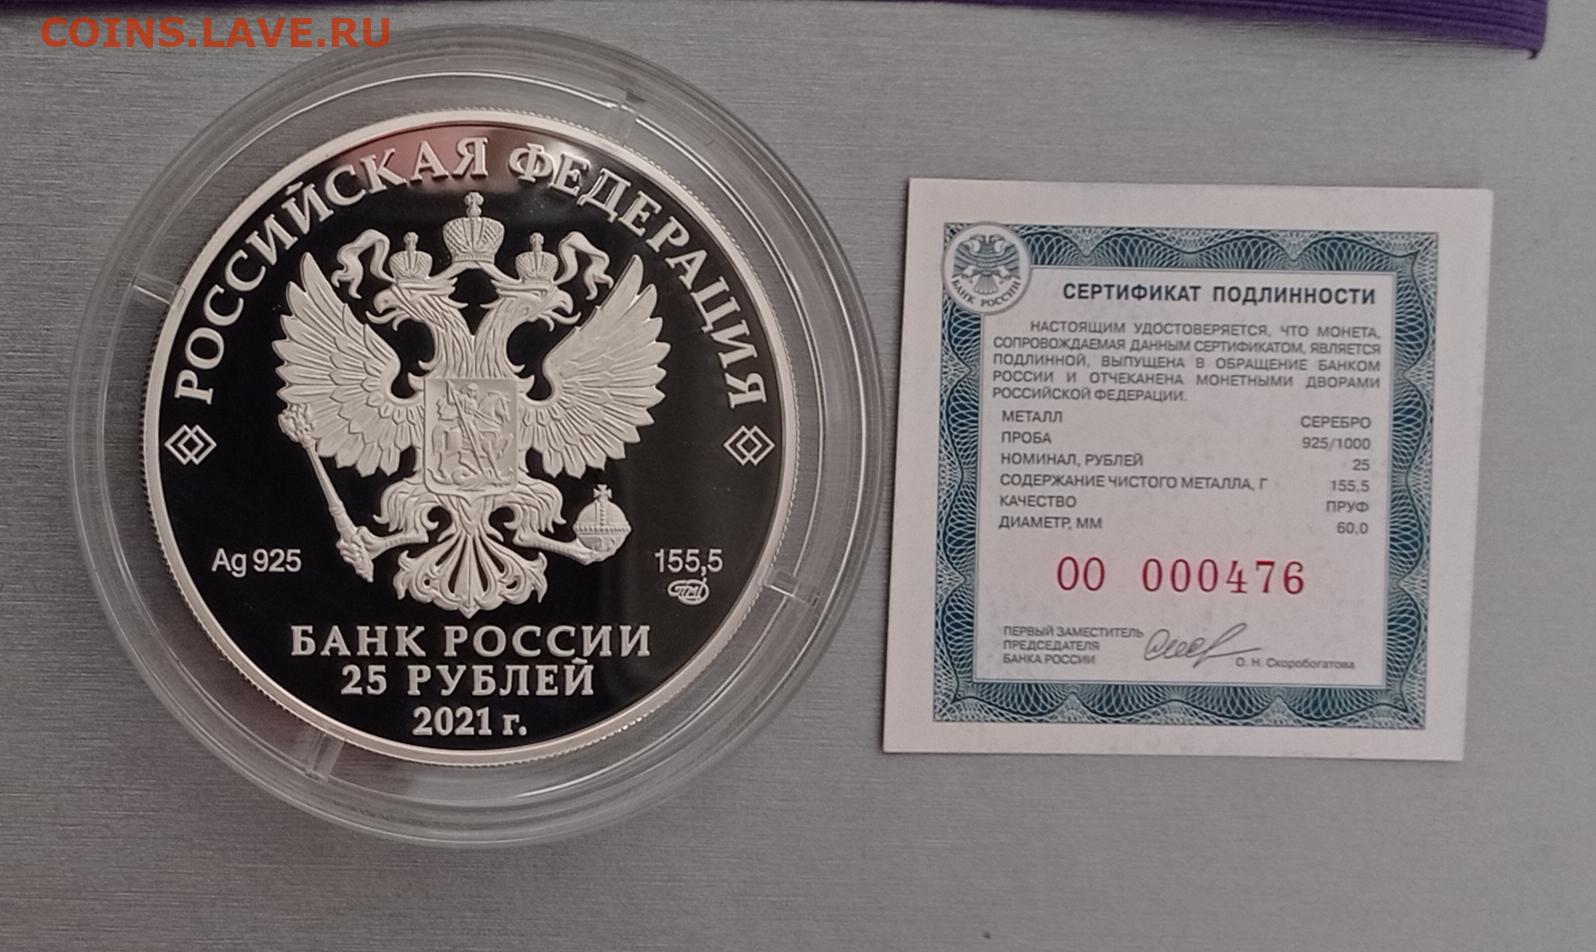 COINS.LAVE.RU
РОССИЙСКАЯ ФЕДЕРАЦИЯ
Ag 925
155,5
СПМД
БАНК РОССИИ
25 РУБЛЕЙ
2021 г.
БАНК РОССИИ
СЕРТИФИКАТ ПОДЛИННОСТИ
НАСТОЯЩИМ УДОСТОВЕРЯЕТСЯ, ЧТО МОНЕТА,
СОПРОВОЖДАЕМАЯ ДАННЫМ СЕРТИФИКАТОМ, ЯВЛЯЕТСЯ
ПОДЛИННОЙ, ВЫПУЩЕНА В ОБРАЩЕНИЕ БАНКОМ
РОССИИ И ОТЧЕКАНЕНА МОНЕТНЫМИ ДВОРАМИ
РОССИЙСКОЙ ФЕДЕРАЦИИ.
МЕТАЛЛ СЕРЕБРО
ПРОБА 925/1000
НОМИНАЛ, РУБЛЕЙ 25
СОДЕРЖАНИЕ ЧИСТОГО МЕТАЛЛА, Г 155,5
КАЧЕСТВО ПРУФ
ДИАМЕТР, ММ 60,0
ОО 000476
ПЕРВЫЙ ЗАМЕСТИТЕЛЬ
ПРЕДСЕДАТЕЛЯ
БАНКА РОССИИ
О. Н. Скоробогатова